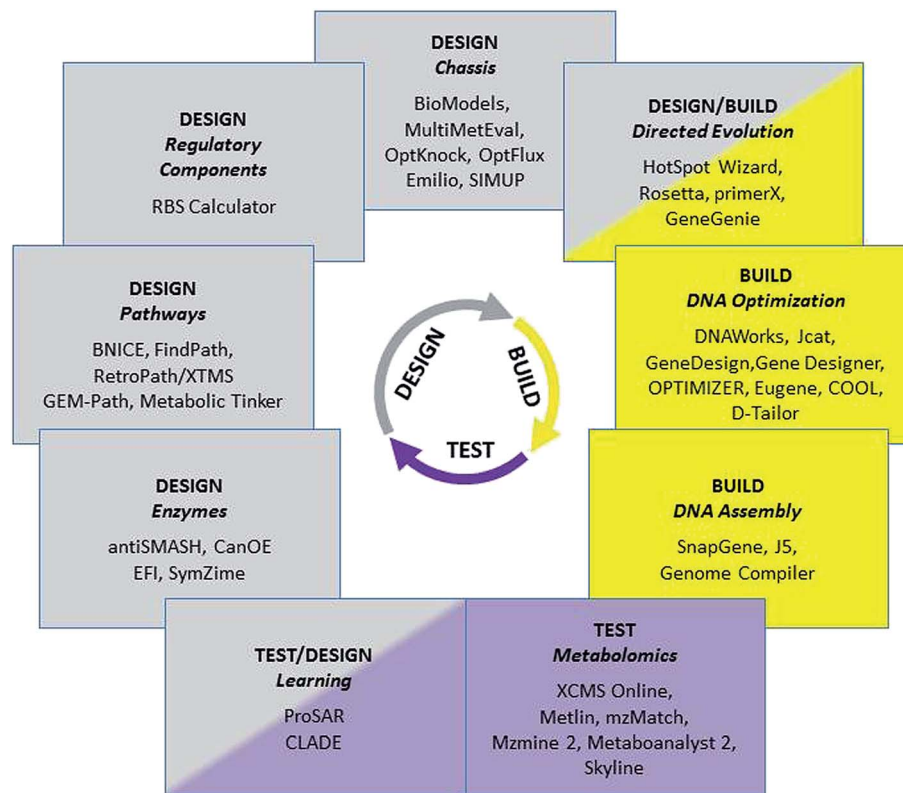 DESIGN
Chassis
BioModels,
MultiMetEval,
OptKnock, OptFlux
Emilio, SIMUP
DESIGN/BUILD
Directed Evolution
HotSpot Wizard,
Rosetta, primerX,
GeneGenie
BUILD
DNA Optimization
DNAWorks, Jcat,
GeneDesign,Gene Designer,
OPTIMIZER, Eugene, COOL,
D-Tailor
BUILD
DNA Assembly
SnapGene, J5,
Genome Compiler
TEST
Metabolomics
XCMS Online,
Metlin, mzMatch,
Mzmine 2, Metaboanalyst 2,
Skyline
TEST/DESIGN
Learning
ProSAR
CLADE
DESIGN
Enzymes
antiSMASH, CanOE
EFI, SymZime
DESIGN
Pathways
BNICE, FindPath,
RetroPath/XTMS
GEM-Path, Metabolic Tinker
DESIGN
Regulatory
Components
RBS Calculator
DESIGN
BUILD
TEST